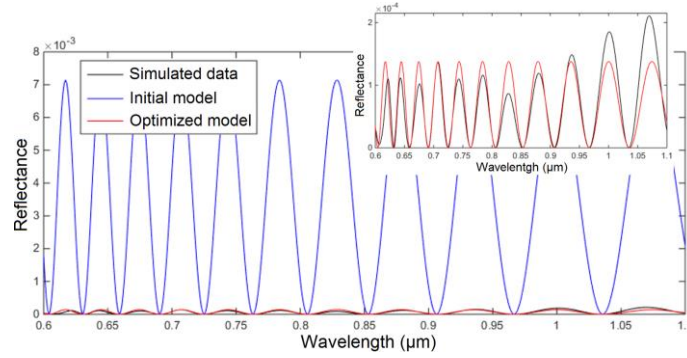 ×10⁻³
8
7
6
5
4
3
2
1
0
Reflectance
Simulated data
Initial model
Optimized model
0.6 0.65 0.7 0.75 0.8 0.85 0.9 0.95 1 1.05 1.
Wavelength (μm)
×10⁻⁴
2
1
0
Reflectance
0.6 0.65 0.7 0.75 0.8 0.85 0.9 0.95 1 1.05 1.1
Wavelentgh (μm)